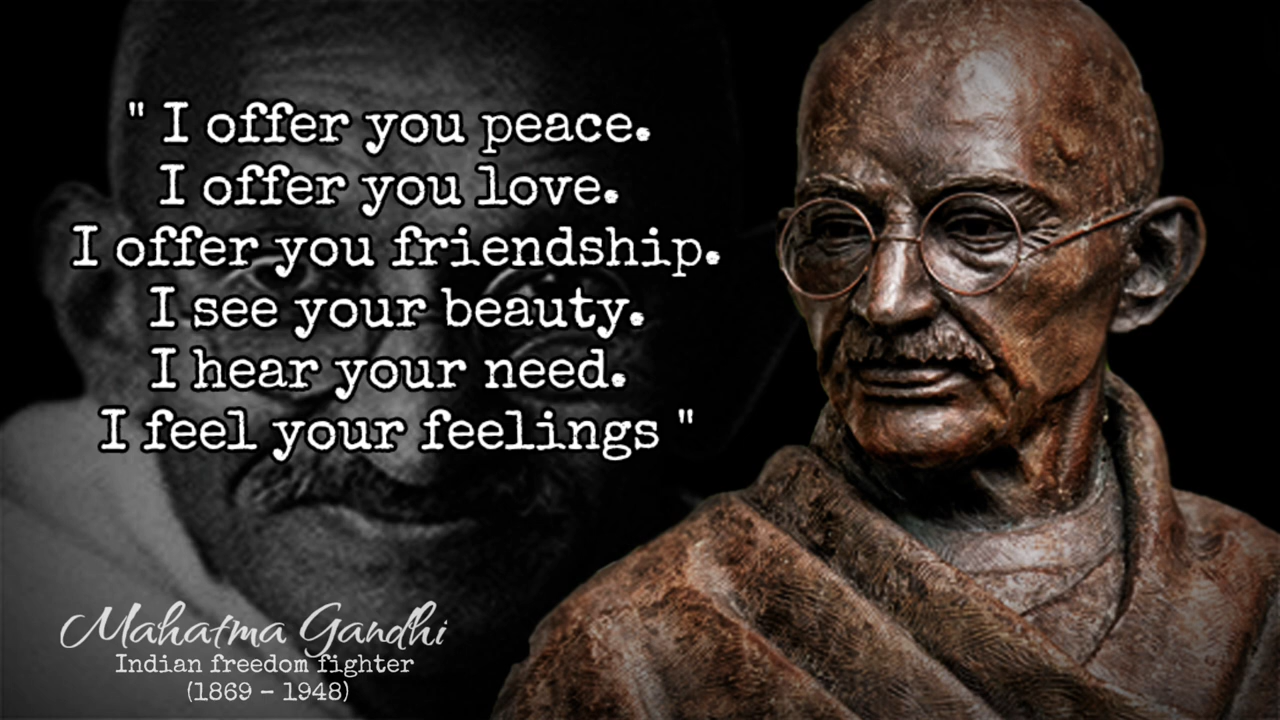 " I offer you peace.
I offer you love.
I offer you friendship.
I see your beauty.
I hear your need.
I feel your feelings "
Mahatma Gandhi
Indian freedom fighter
(1869 – 1948)